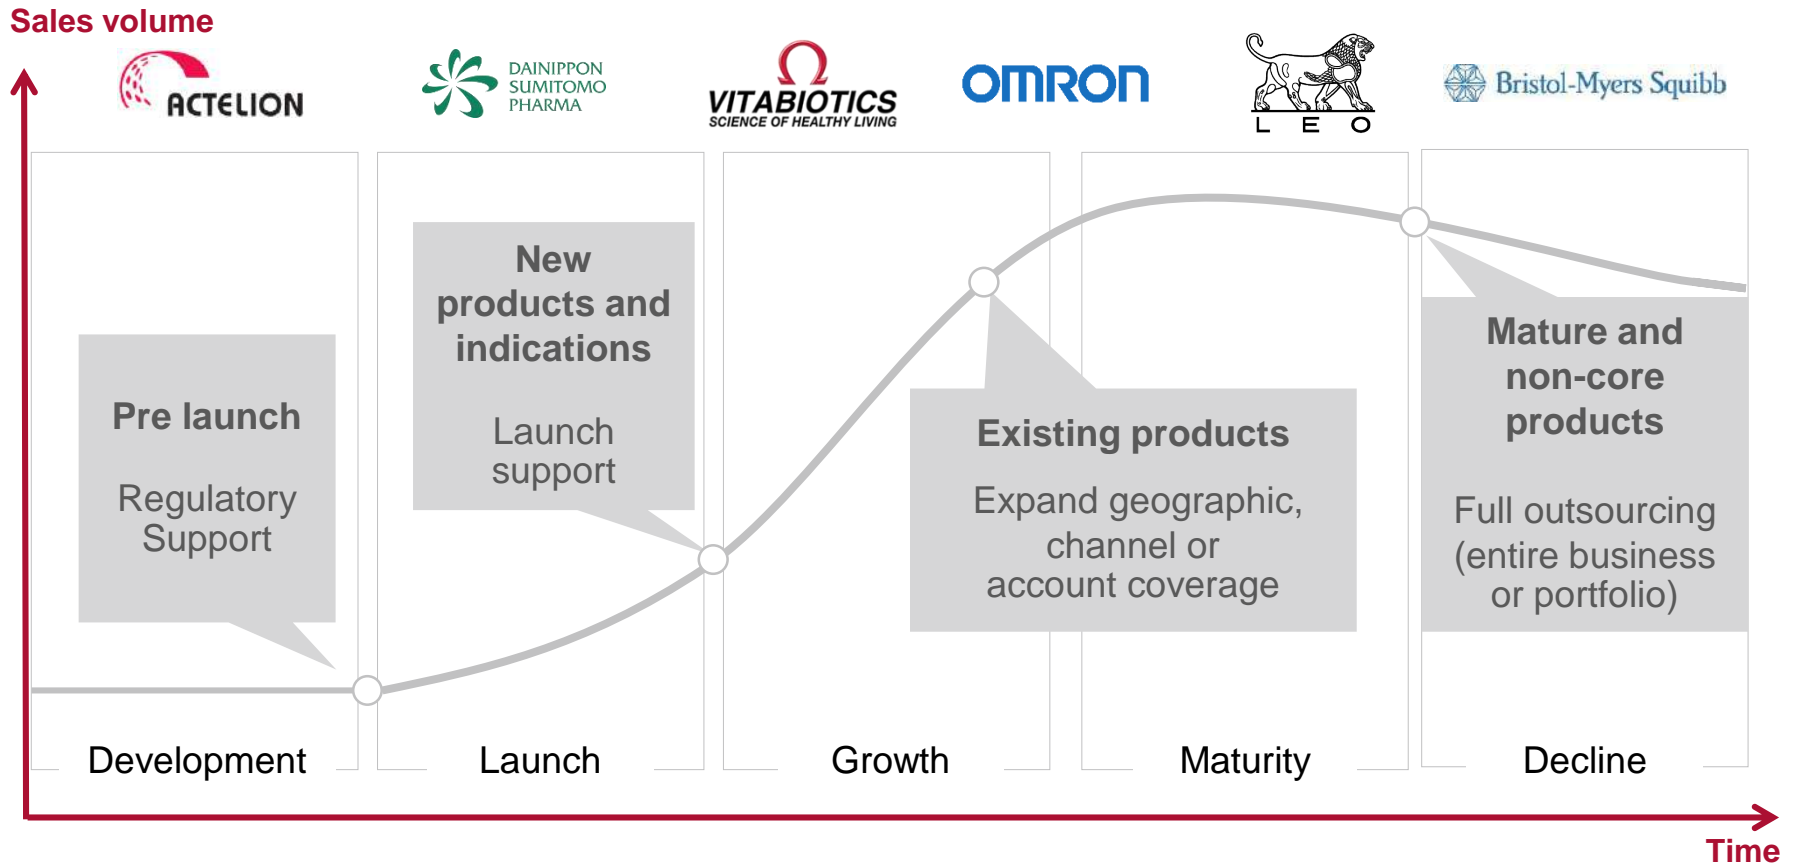 Sales volume
ACTELION
DAINIPPON
SUMITOMO
PHARMA
VITABIOTICS
SCIENCE OF HEALTHY LIVING
OMRON
LEO
Bristol-Myers Squibb
Pre launch
Regulatory
Support
New
products and
indications
Launch
support
Existing products
Expand geographic,
channel or
account coverage
Mature and
non-core
products
Full outsourcing
(entire business
or portfolio)
Development
Launch
Growth
Maturity
Decline
Time